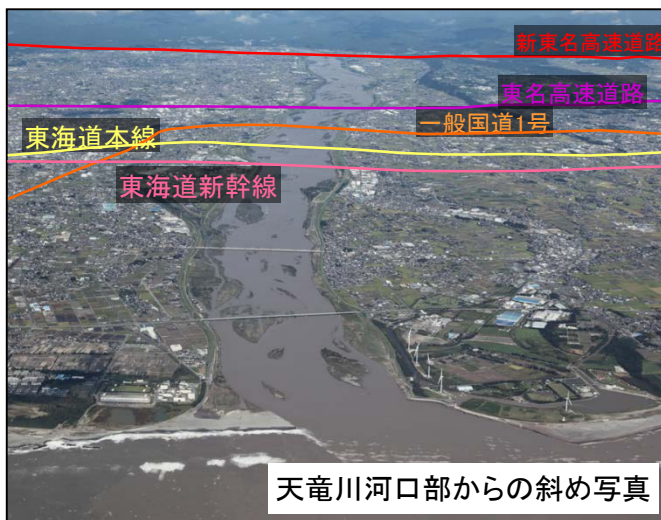 新東名高速道路
東名高速道路
一般国道1号
東海道本線
東海道新幹線
天竜川河口部からの斜め写真